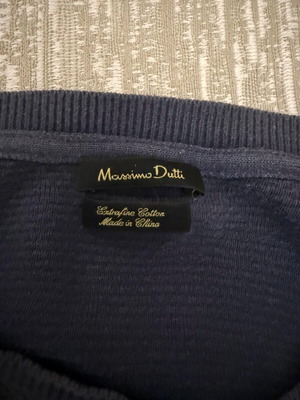 Massimo Dutti
Extrafine Cotton
Made in China